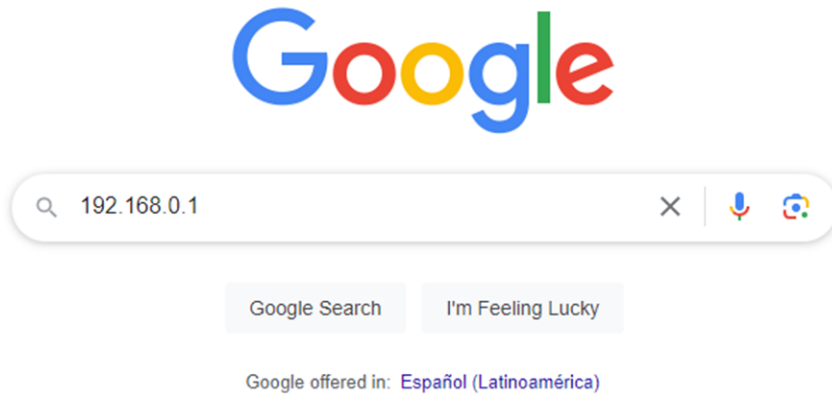 Google
192.168.0.1
Google Search I'm Feeling Lucky
Google offered in: Español (Latinoamérica)